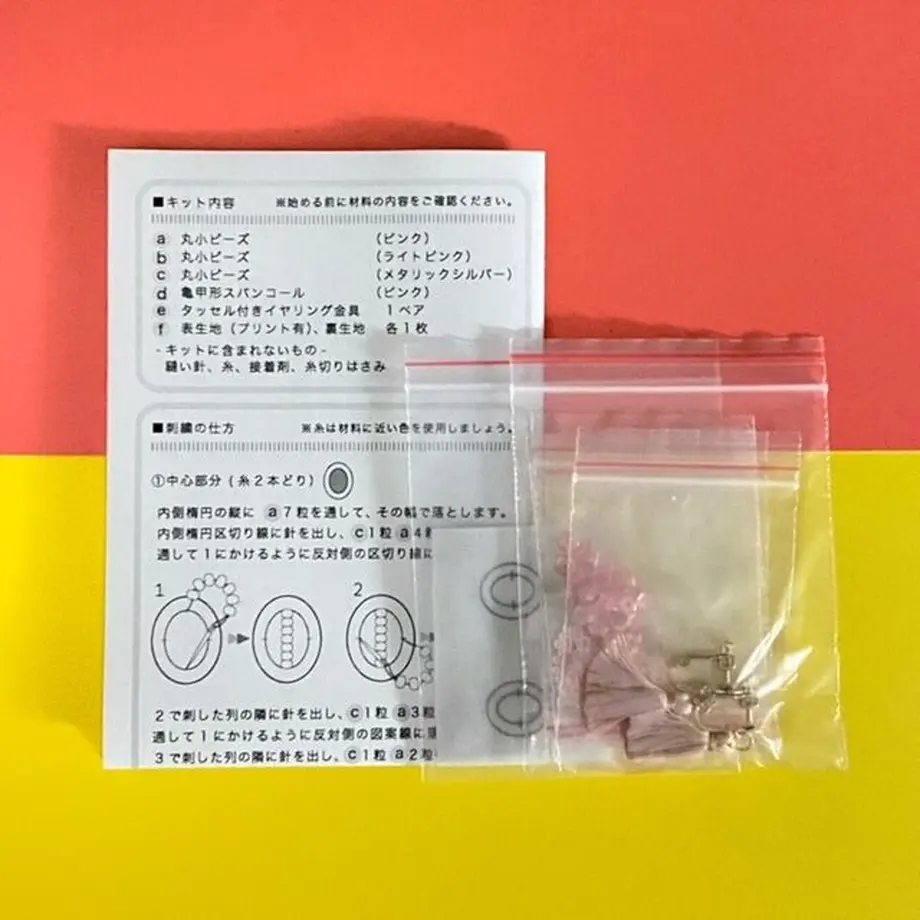 ■キット内容 ※始める前に材料の内容をご確認ください。
ⓐ 丸小ビーズ (ピンク)
ⓑ 丸小ビーズ (ライトピンク)
ⓒ 丸小ビーズ (メタリックシルバー)
ⓓ 亀甲形スパンコール (ピンク)
ⓔ タッセル付きイヤリング金具 1ペア
ⓕ 表生地（プリント有）、裏生地 各1枚
-キットに含まれないもの-
縫い針、糸、接着剤、糸切りはさみ
■刺繍の仕方 ※糸は材料に近い色を使用しましょう。
①中心部分（糸2本どり）
内側楕円の縦に ⓐ7粒を通して、その幅で落とします。
内側楕円区切り線に針を出し、ⓒ1粒 ⓐ4
通して1にかけるように反対側の区切り線に
1 2
2で刺した列の隣に針を出し、ⓒ1粒 ⓐ3粒
通して1にかけるように反対側の図案線に
3で刺した列の隣に針を出し、ⓒ1粒 ⓐ2粒